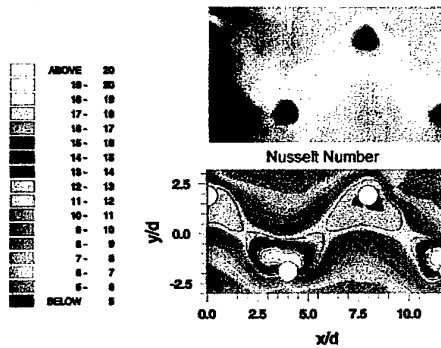 ABOVE 20
19 - 20
18 - 19
17 - 18
16 - 17
15 - 16
14 - 15
13 - 14
12 - 13
11 - 12
10 - 11
9 - 10
8 - 9
7 - 8
6 - 7
5 - 6
BELOW 5
Nusselt Number
2.5
0.0
-2.5
y/d
0.0 2.5 5.0 7.5 10.0
x/d